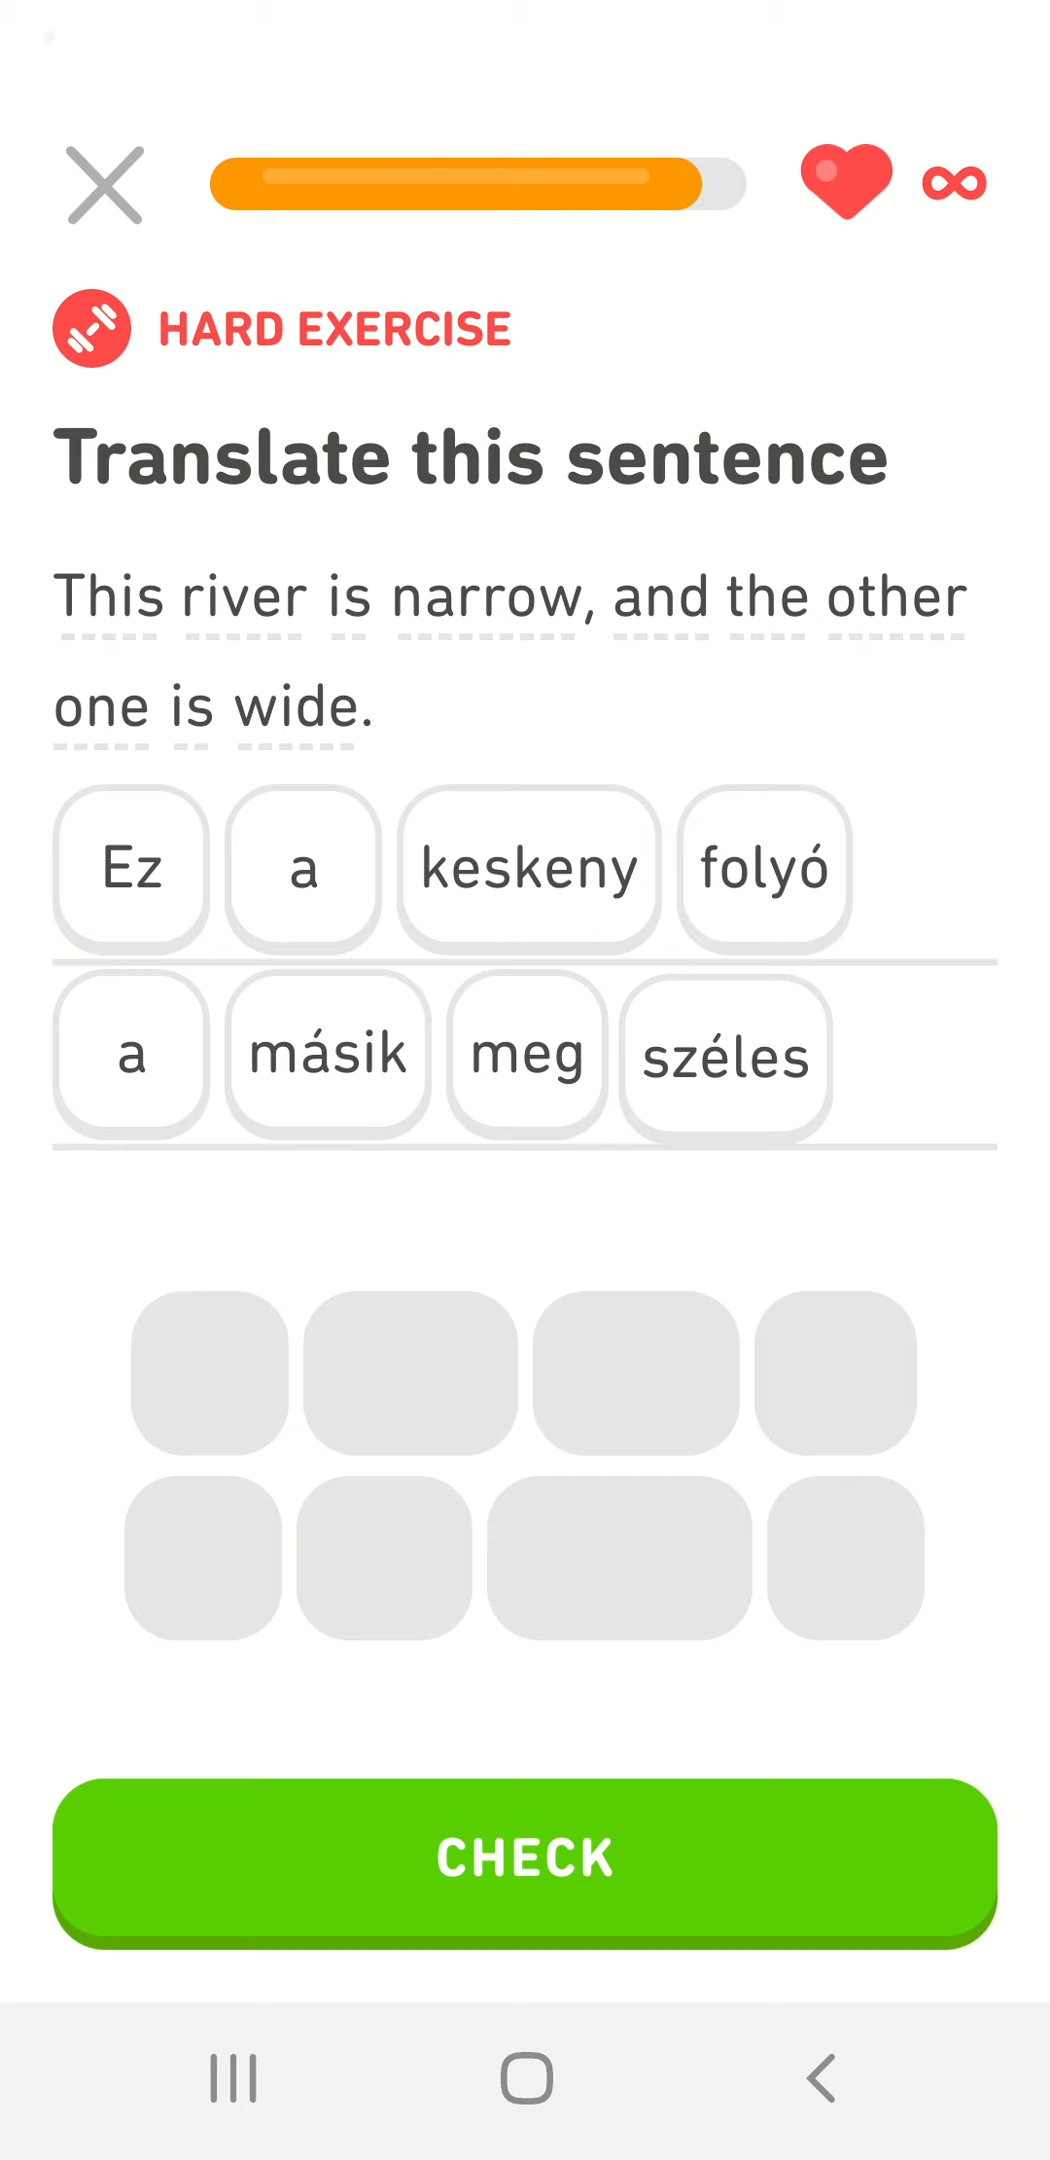 HARD EXERCISE
Translate this sentence
This river is narrow, and the other
one is wide.
Ez a keskeny folyó
a másik meg széles
CHECK